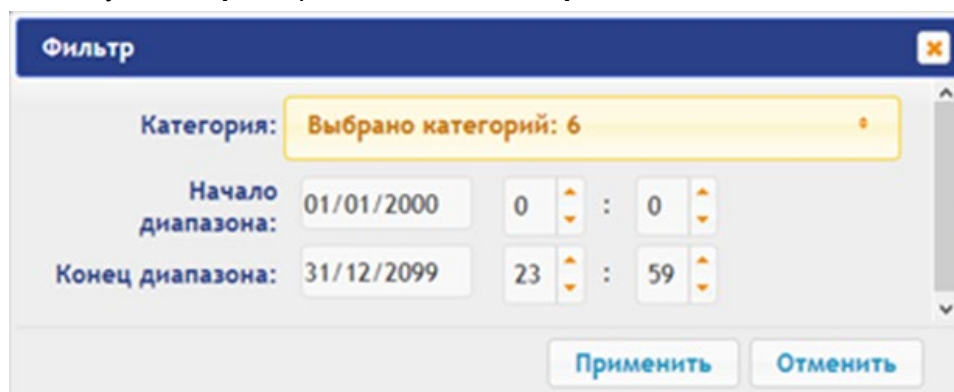 Фильтр
Категория: Выбрано категорий: 6
Начало диапазона: 01/01/2000 0 : 0
Конец диапазона: 31/12/2099 23 : 59
Применить Отменить